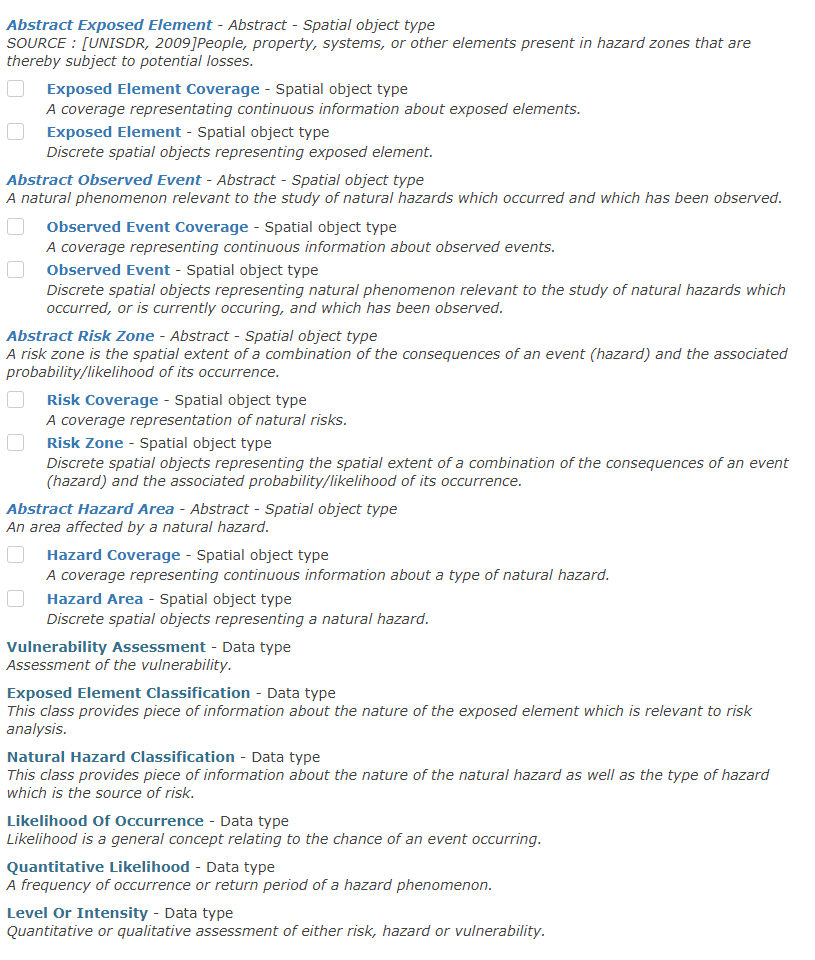 Abstract Exposed Element - Abstract - Spatial object type
SOURCE : [UNISDR, 2009]People, property, systems, or other elements present in hazard zones that are
thereby subject to potential losses.
Exposed Element Coverage - Spatial object type
A coverage representating continuous information about exposed elements.
Exposed Element - Spatial object type
Discrete spatial objects representing exposed element.
Abstract Observed Event - Abstract - Spatial object type
A natural phenomenon relevant to the study of natural hazards which occurred and which has been observed.
Observed Event Coverage - Spatial object type
A coverage representing continuous information about observed events.
Observed Event - Spatial object type
Discrete spatial objects representing natural phenomenon relevant to the study of natural hazards which
occurred, or is currently occuring, and which has been observed.
Abstract Risk Zone - Abstract - Spatial object type
A risk zone is the spatial extent of a combination of the consequences of an event (hazard) and the associated
probability/likelihood of its occurrence.
Risk Coverage - Spatial object type
A coverage representation of natural risks.
Risk Zone - Spatial object type
Discrete spatial objects representing the spatial extent of a combination of the consequences of an event
(hazard) and the associated probability/likelihood of its occurrence.
Abstract Hazard Area - Abstract - Spatial object type
An area affected by a natural hazard.
Hazard Coverage - Spatial object type
A coverage representing continuous information about a type of natural hazard.
Hazard Area - Spatial object type
Discrete spatial objects representing a natural hazard.
Vulnerability Assessment - Data type
Assessment of the vulnerability.
Exposed Element Classification - Data type
This class provides piece of information about the nature of the exposed element which is relevant to risk
analysis.
Natural Hazard Classification - Data type
This class provides piece of information about the nature of the natural hazard as well as the type of hazard
which is the source of risk.
Likelihood Of Occurrence - Data type
Likelihood is a general concept relating to the chance of an event occurring.
Quantitative Likelihood - Data type
A frequency of occurrence or return period of a hazard phenomenon.
Level Or Intensity - Data type
Quantitative or qualitative assessment of either risk, hazard or vulnerability.